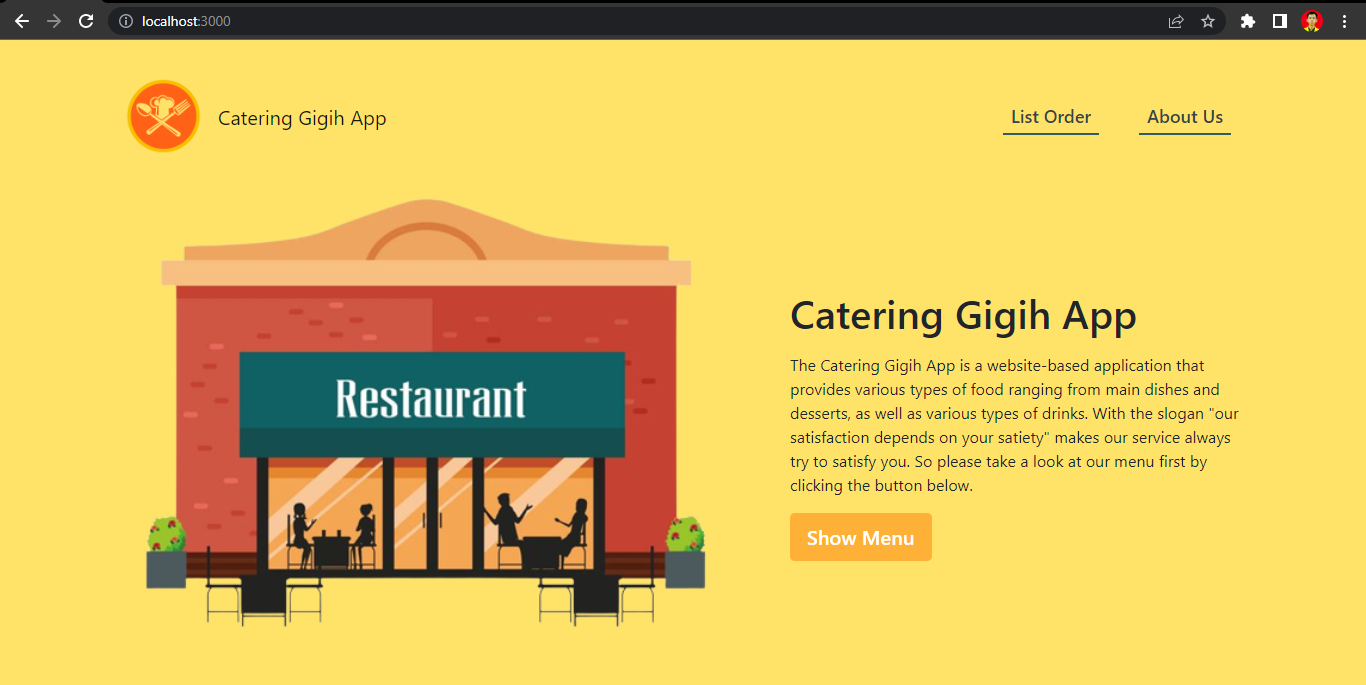 localhost:3000
Catering Gigih App
List Order
About Us
Restaurant
Catering Gigih App
The Catering Gigih App is a website-based application that
provides various types of food ranging from main dishes and
desserts, as well as various types of drinks. With the slogan "our
satisfaction depends on your satiety" makes our service always
try to satisfy you. So please take a look at our menu first by
clicking the button below.
Show Menu